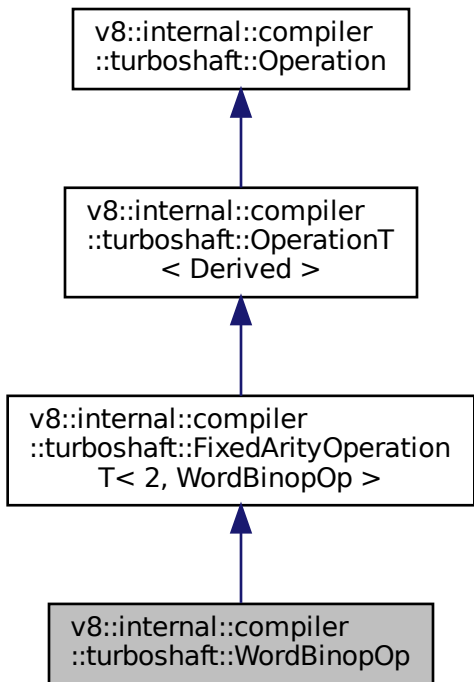 v8::internal::compiler
::turboshaft::Operation
v8::internal::compiler
::turboshaft::OperationT
< Derived >
v8::internal::compiler
::turboshaft::FixedArityOperation
T< 2, WordBinopOp >
v8::internal::compiler
::turboshaft::WordBinopOp